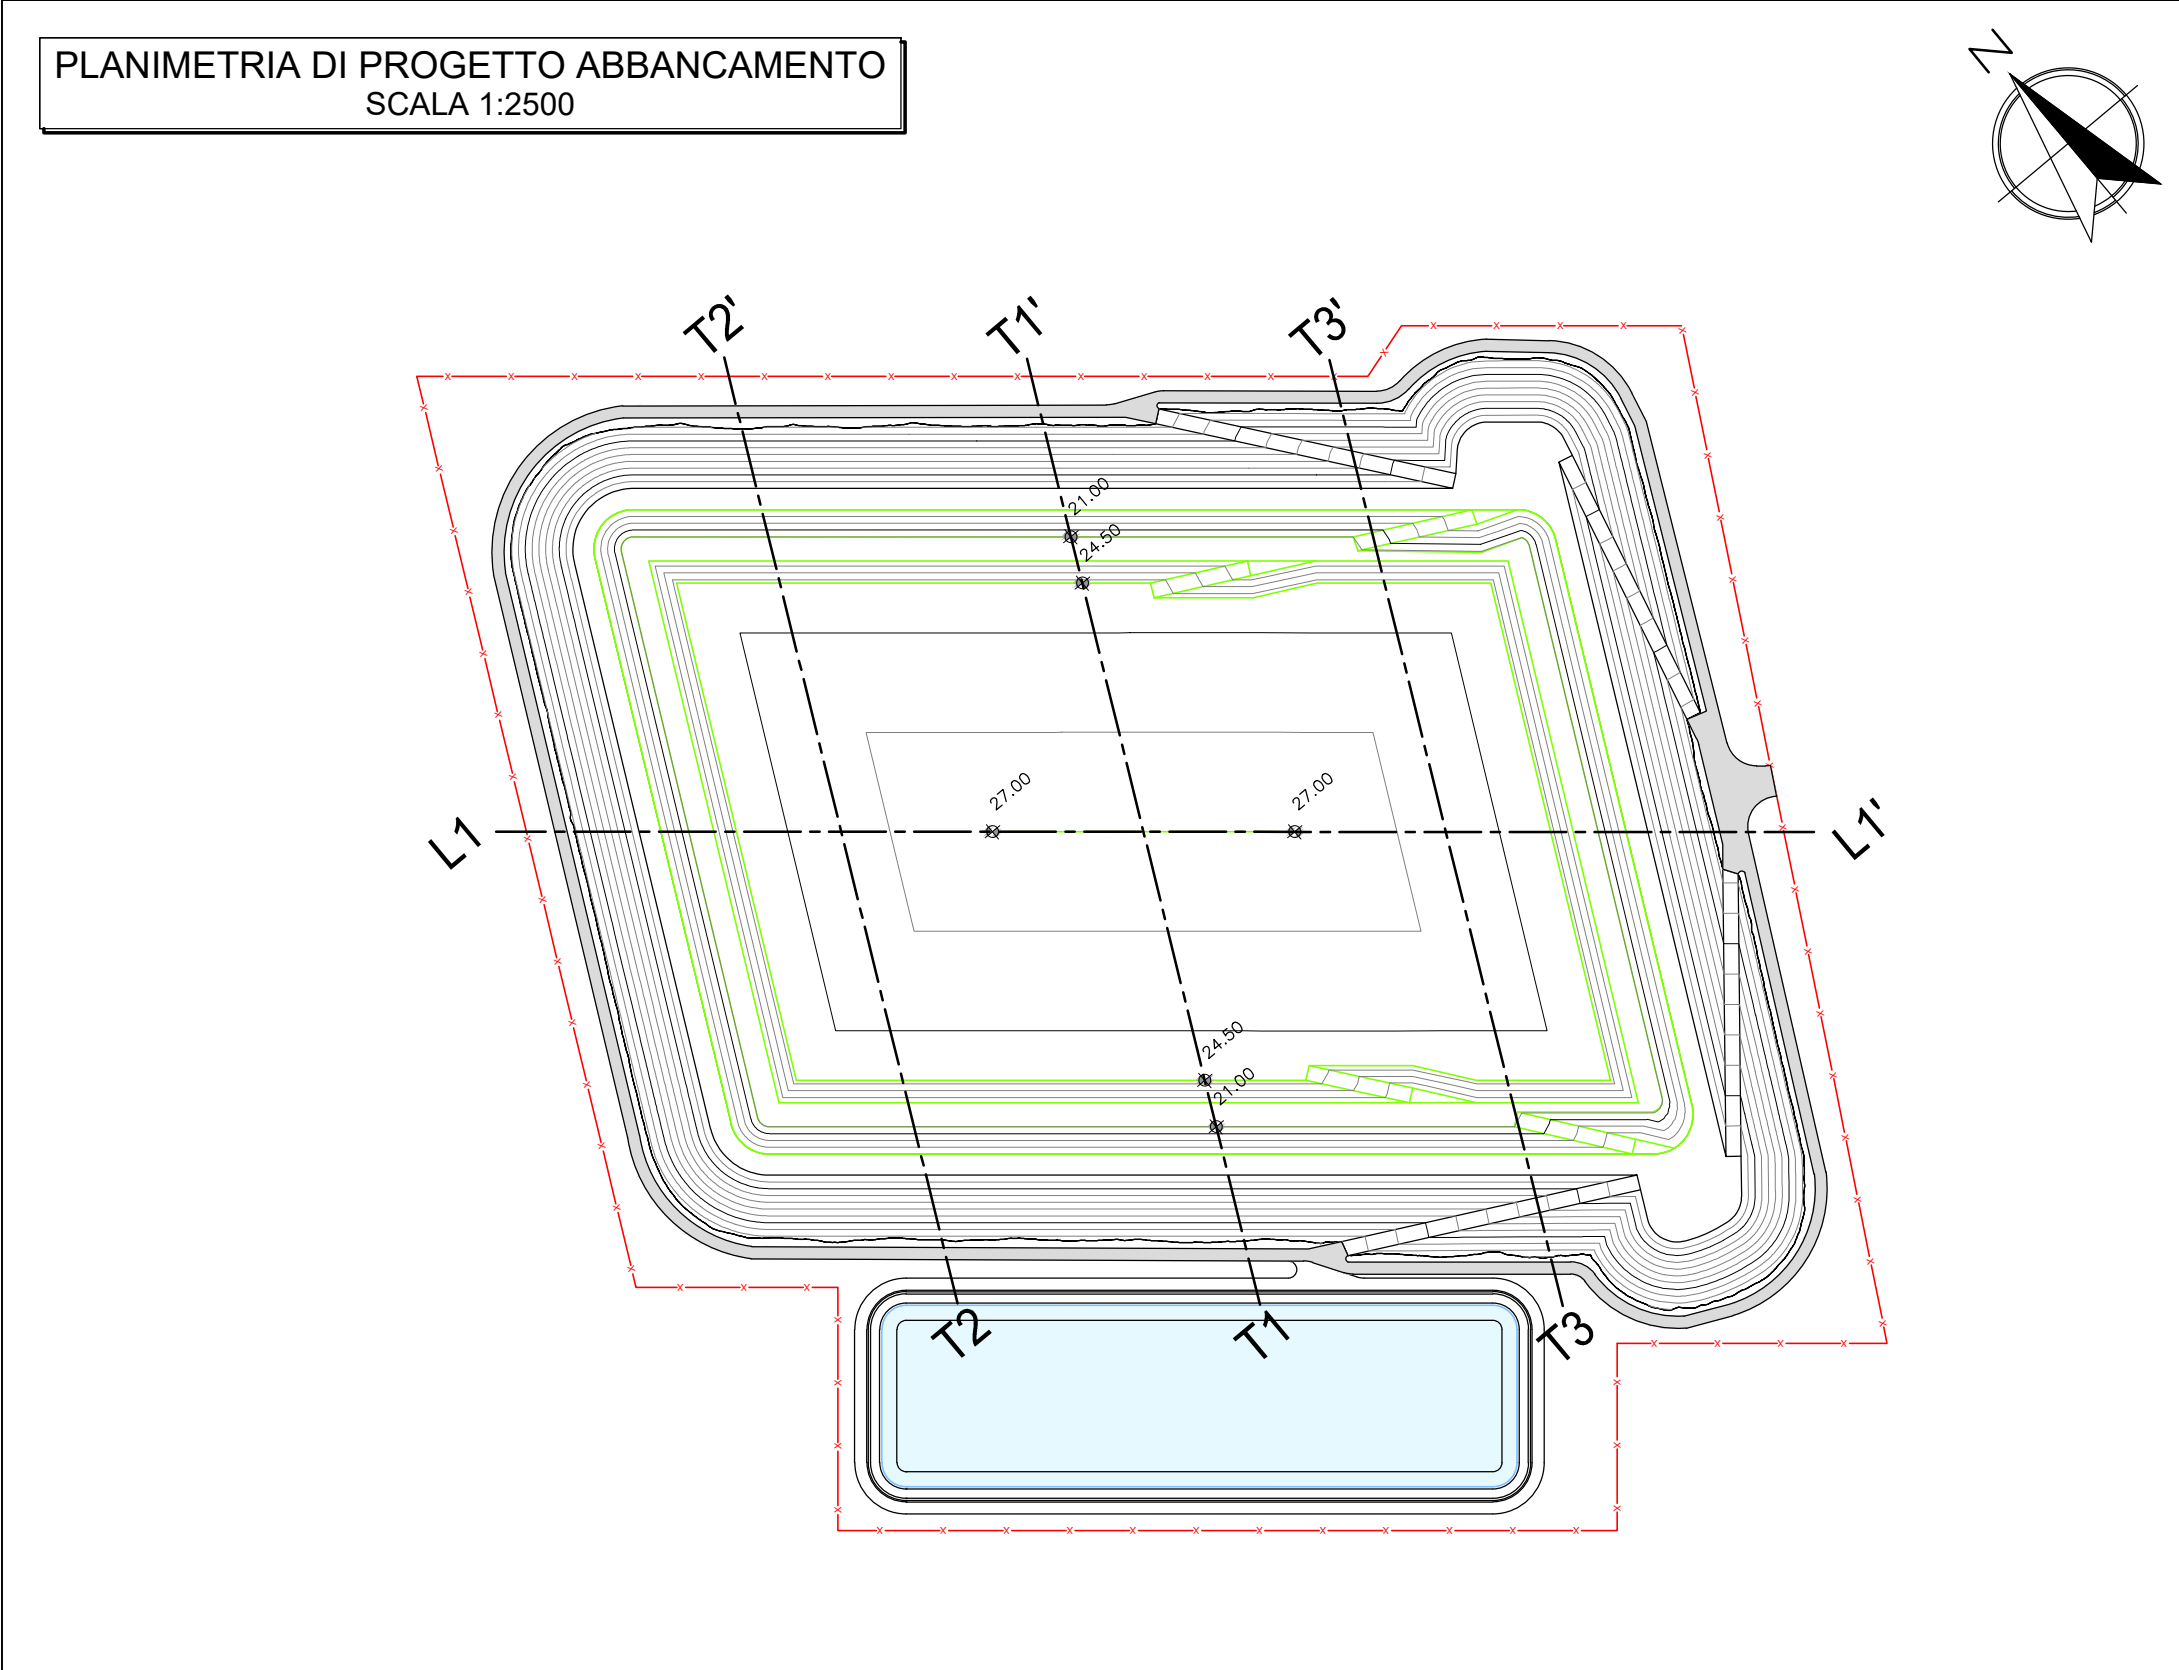 PLANIMETRIA DI PROGETTO ABBANCAMENTO
SCALA 1:2500
N
T2'
T1'
T3'
21.00
24.50
27.00
27.00
L1
L1'
24.50
21.00
T2
T1
T3